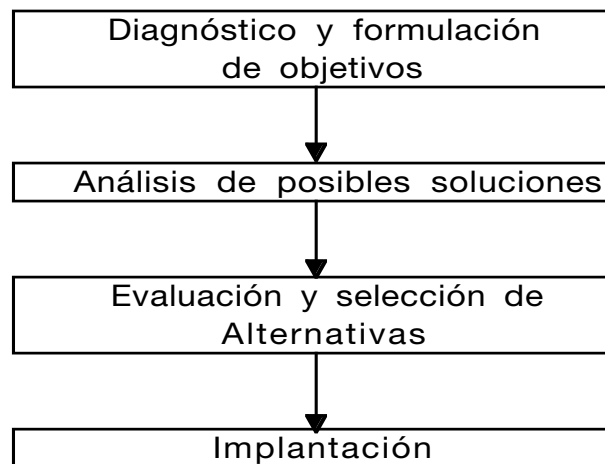 Diagnóstico y formulación
de objetivos
Análisis de posibles soluciones
Evaluación y selección de
Alternativas
Implantación